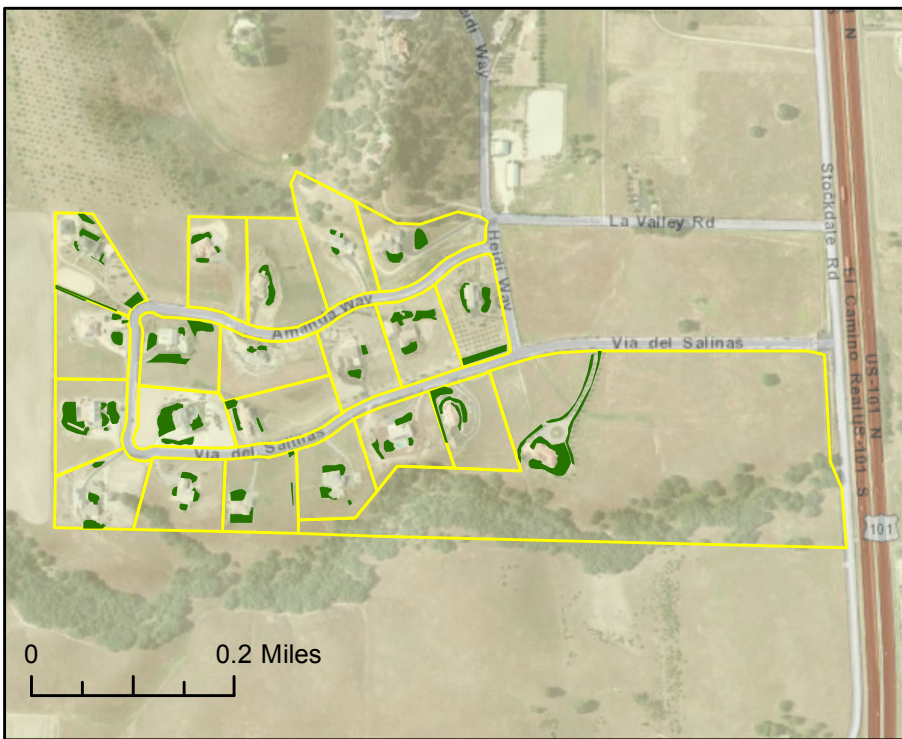 eidi Way
N
S
La Valley Rd
Stockdale Rd
Heidi Way
Amanda Way
Via del Salinas
El Camino Real
US-101 S
US-101 N
Via del Salinas
101
0
0.2 Miles